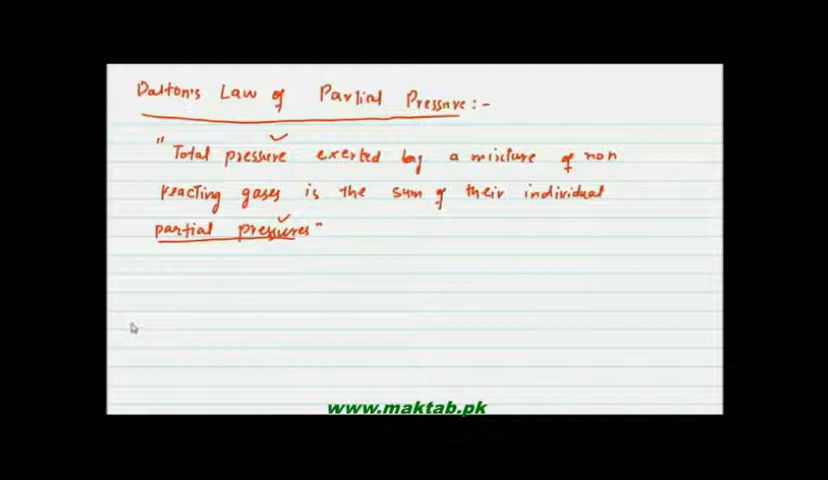 Dalton's Law of Partial Pressure:-
"Total pressure exerted by a mixture of non
reacting gases is the sum of their individual
partial pressures"
www.maktab.pk